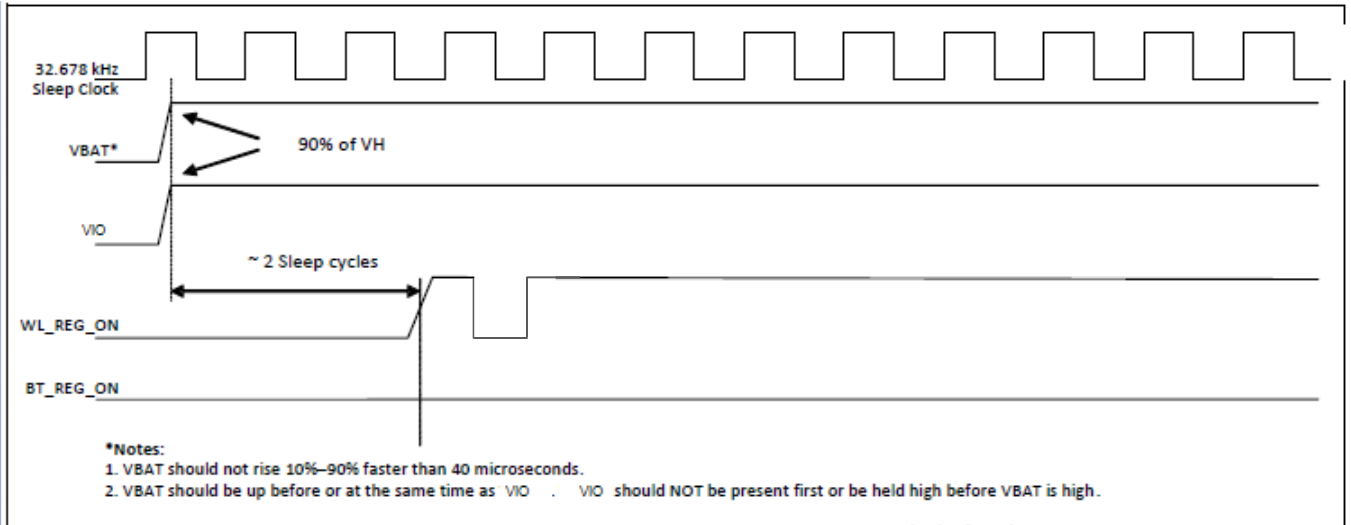 32.678 kHz
Sleep Clock
VBAT*
90% of VH
VIO
~ 2 Sleep cycles
WL_REG_ON
BT_REG_ON
*Notes:
1. VBAT should not rise 10%–90% faster than 40 microseconds.
2. VBAT should be up before or at the same time as VIO . VIO should NOT be present first or be held high before VBAT is high.